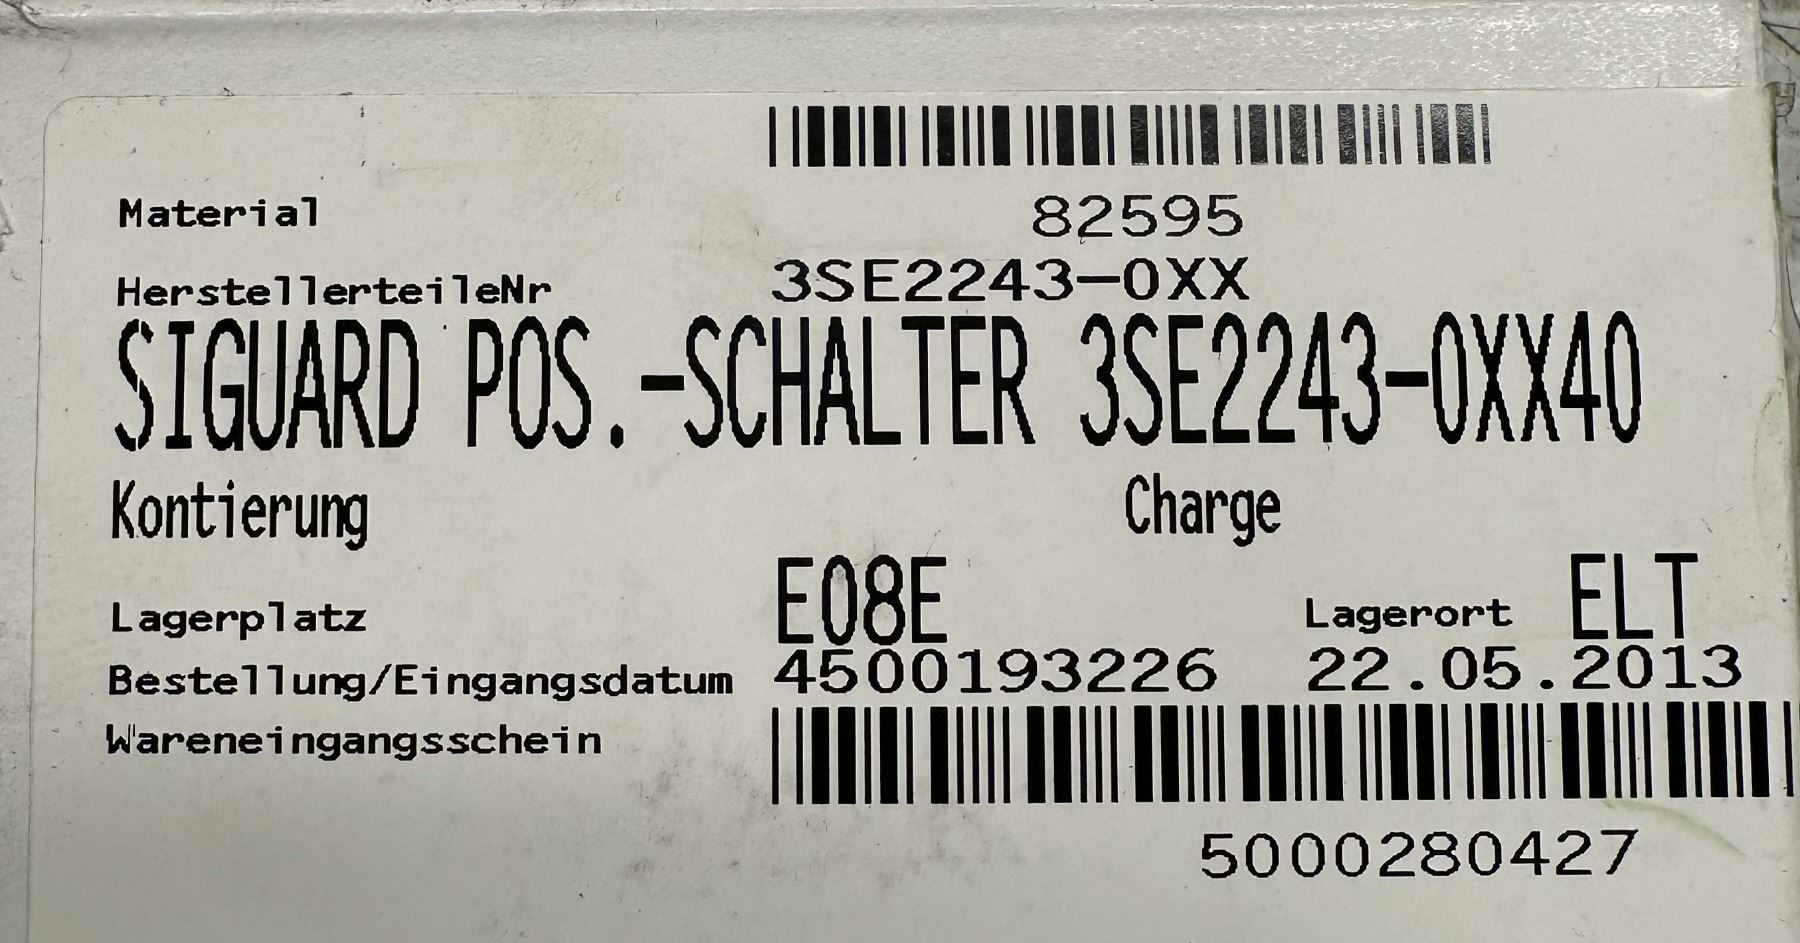 Material 82595
HerstellerteileNr 3SE2243-0XX
SIGUARD POS.-SCHALTER 3SE2243-0XX40
Kontierung Charge
Lagerplatz E08E Lagerort ELT
Bestellung/Eingangsdatum 4500193226 22.05.2013
Wareneingangsschein
5000280427